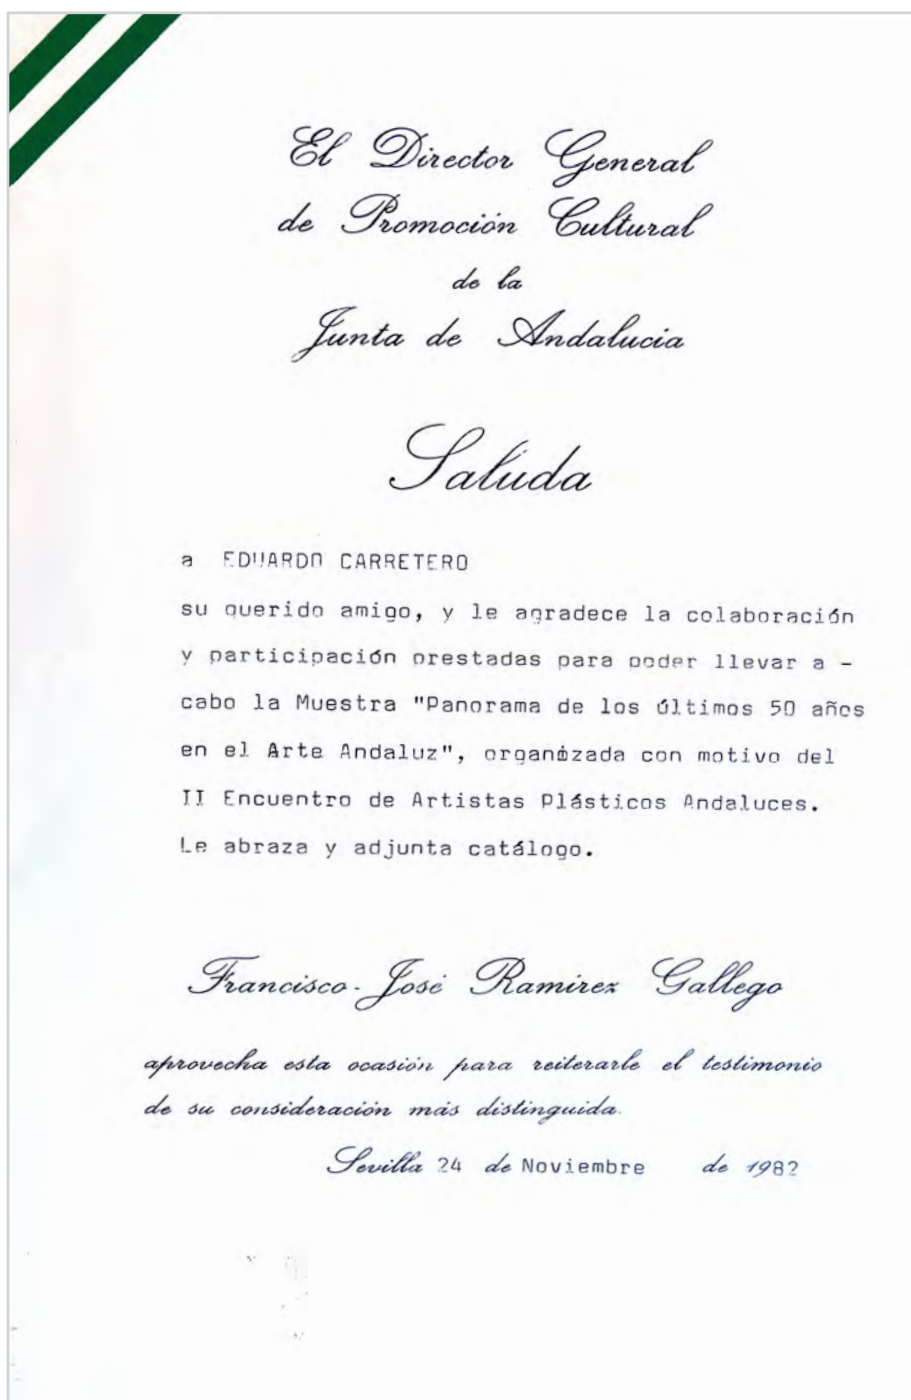 El Director General
de Promoción Cultural
de la
Junta de Andalucia
Saluda
a EDUARDO CARRETERO
su querido amigo, y le agradece la colaboración
y participación prestadas para poder llevar a -
cabo la Muestra "Panorama de los últimos 50 años
en el Arte Andaluz", organizada con motivo del
II Encuentro de Artistas Plásticos Andaluces.
Le abraza y adjunta catálogo.
Francisco-José Ramírez Gallego
aprovecha esta ocasión para reiterarle el testimonio
de su consideración más distinguida.
Sevilla 24 de Noviembre de 1982